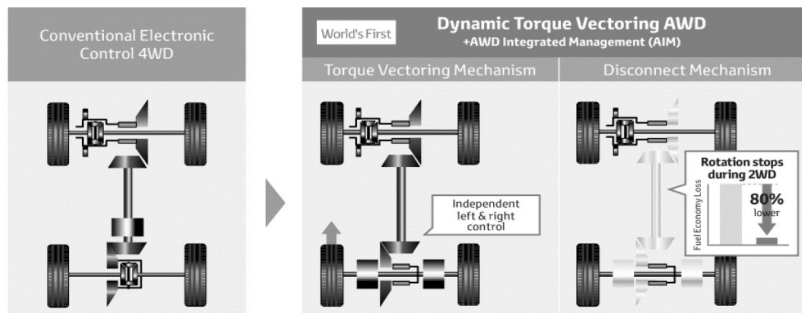 Conventional Electronic
Control 4WD
World's First
Dynamic Torque Vectoring AWD
+AWD Integrated Management (AIM)
Torque Vectoring Mechanism
Disconnect Mechanism
Independent
left & right
control
Rotation stops
during 2WD
Fuel Economy Loss
80%
lower